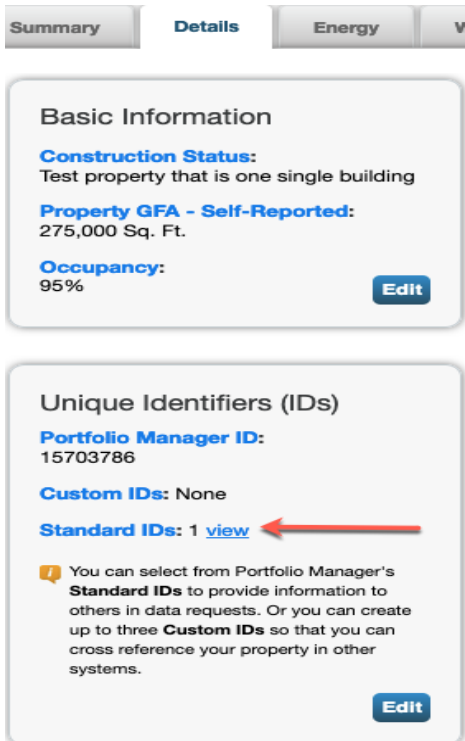 Summary Details Energy
Basic Information
Construction Status:
Test property that is one single building
Property GFA - Self-Reported:
275,000 Sq. Ft.
Occupancy:
95%
Edit
Unique Identifiers (IDs)
Portfolio Manager ID:
15703786
Custom IDs: None
Standard IDs: 1 view
You can select from Portfolio Manager's
Standard IDs to provide information to
others in data requests. Or you can create
up to three Custom IDs so that you can
cross reference your property in other
systems.
Edit